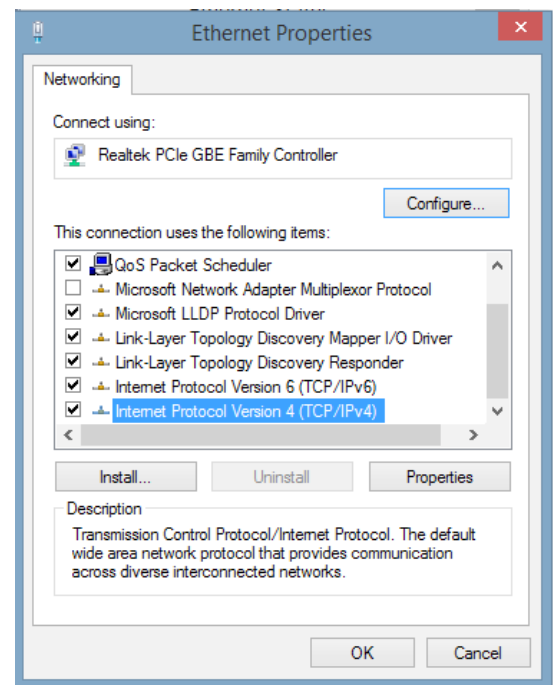 Ethernet Properties
Networking
Connect using:
Realtek PCIe GBE Family Controller
Configure...
This connection uses the following items:
QoS Packet Scheduler
Microsoft Network Adapter Multiplexor Protocol
Microsoft LLDP Protocol Driver
Link-Layer Topology Discovery Mapper I/O Driver
Link-Layer Topology Discovery Responder
Internet Protocol Version 6 (TCP/IPv6)
Internet Protocol Version 4 (TCP/IPv4)
Install...
Uninstall
Properties
Description
Transmission Control Protocol/Internet Protocol. The default
wide area network protocol that provides communication
across diverse interconnected networks.
OK
Cancel